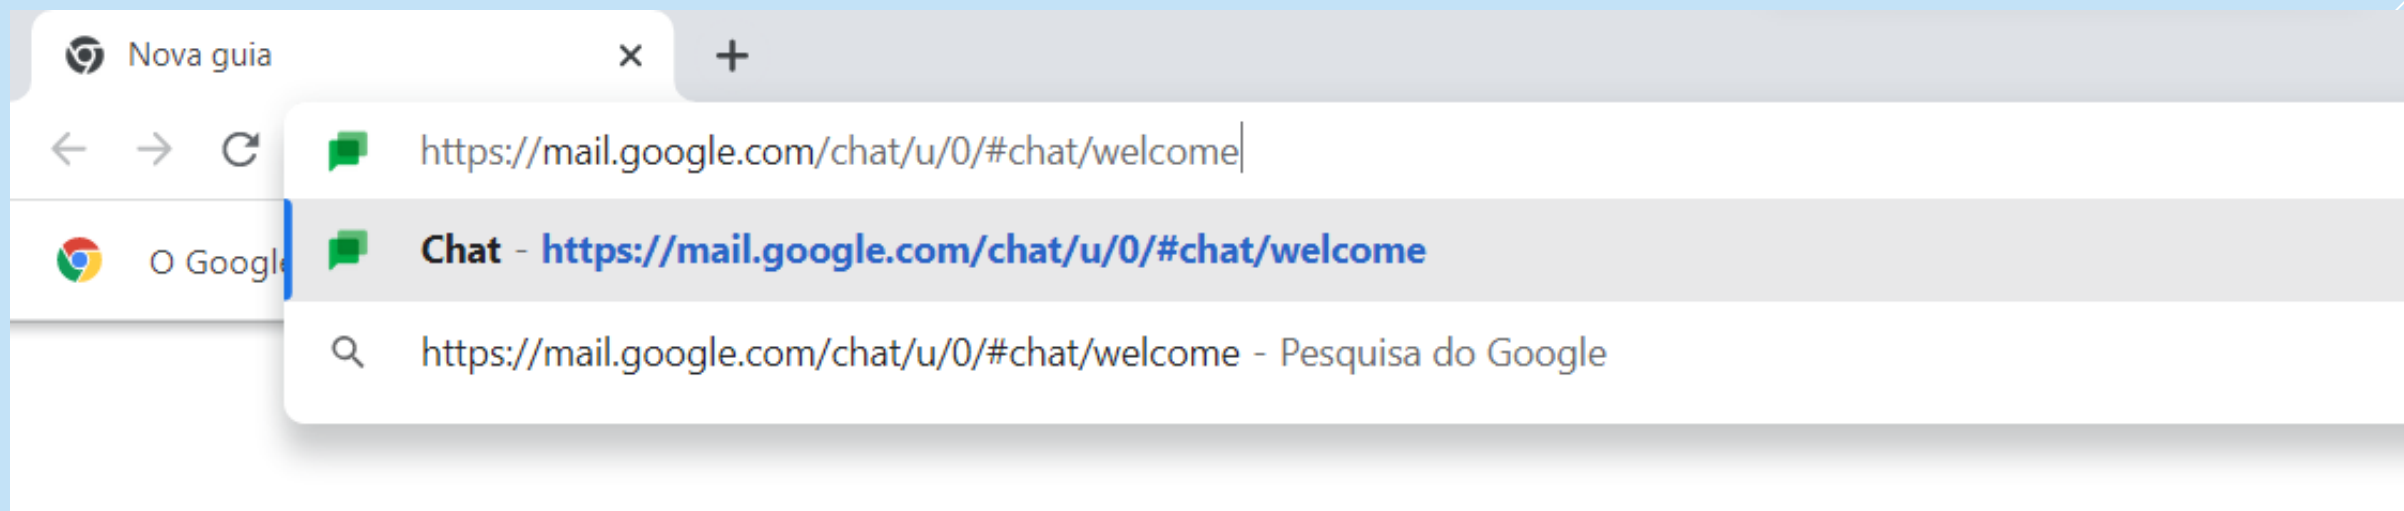 Nova guia
https://mail.google.com/chat/u/0/#chat/welcome
Chat - https://mail.google.com/chat/u/0/#chat/welcome
O Google
https://mail.google.com/chat/u/0/#chat/welcome - Pesquisa do Google